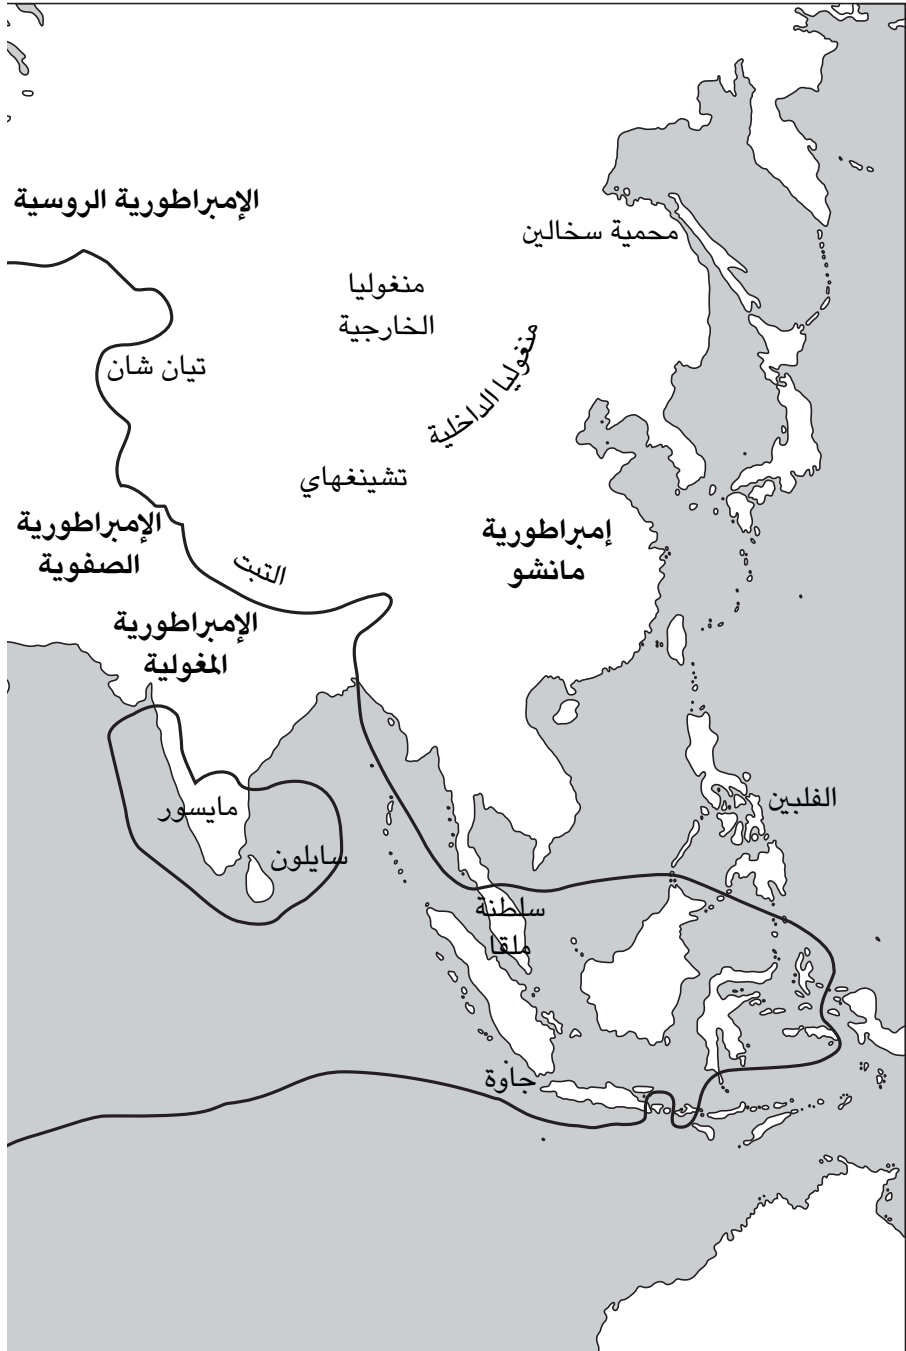 الإمبراطورية الروسية
محمية سخالين
منغوليا
الخارجية
تيان شان
منغوليا الداخلية
تشينغهاي
الإمبراطورية
الصفوية
إمبراطورية
مانشو
التبت
الإمبراطورية
المغولية
الفلبين
مايسور
سايلون
سلطنة
ملقا
جاوة